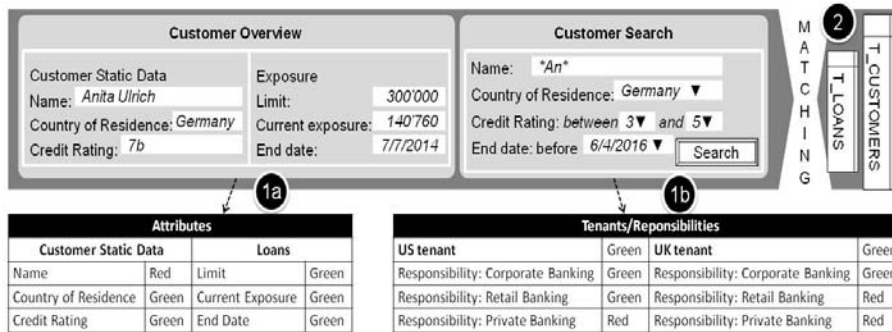 Customer Overview
Customer Static Data
Name: Anita Ulrich
Country of Residence: Germany
Credit Rating: 7b
Exposure
Limit: 300'000
Current exposure: 140'760
End date: 7/7/2014
Customer Search
Name: *An*
Country of Residence: Germany ▼
Credit Rating: between 3▼ and 5▼
End date: before 6/4/2016 ▼ Search
MATCHING
2
T_LOANS
T_CUSTOMERS
1a
1b
Attributes
Customer Static Data Loans
Name Red Limit Green
Country of Residence Green Current Exposure Green
Credit Rating Green End Date Green
Tenants/Reponsibilities
US tenant Green UK tenant Green
Responsibility: Corporate Banking Green Responsibility: Corporate Banking Green
Responsibility: Retail Banking Green Responsibility: Retail Banking Red
Responsibility: Private Banking Red Responsibility: Private Banking Red